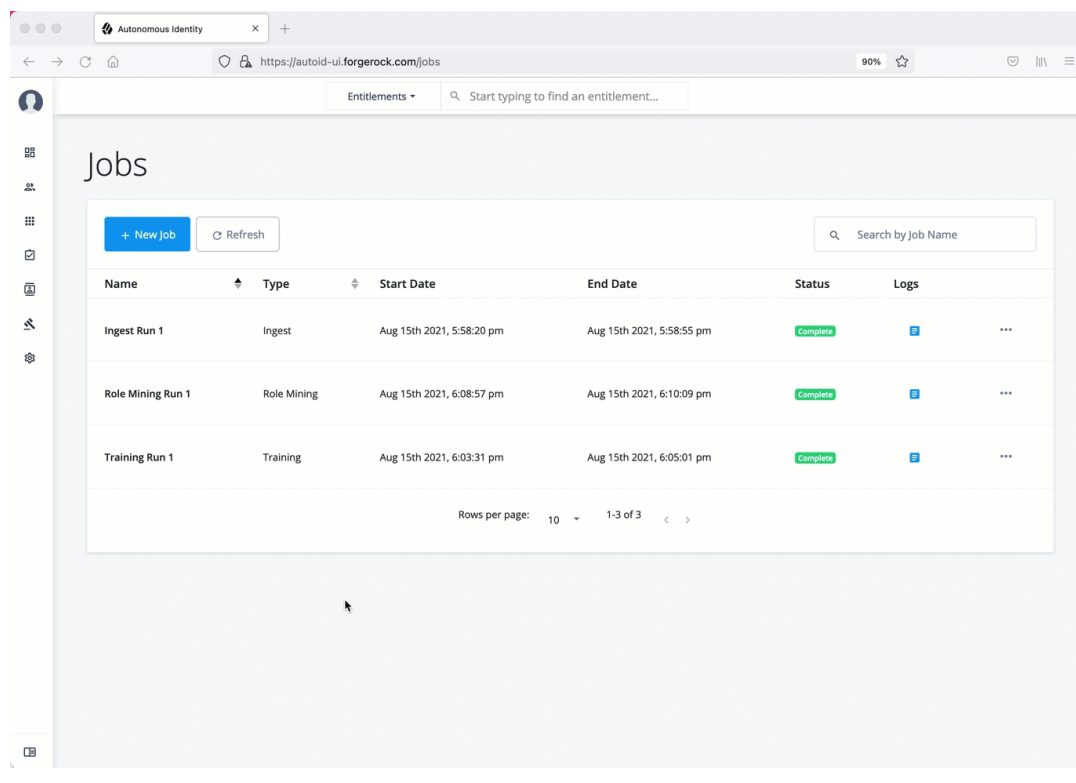 Autonomous Identity
https://autoid-ui.forgerock.com/jobs
90%
Entitlements
Start typing to find an entitlement...
Jobs
+ New Job
Refresh
Search by Job Name
Name Type Start Date End Date Status Logs
Ingest Run 1 Ingest Aug 15th 2021, 5:58:20 pm Aug 15th 2021, 5:58:55 pm Complete
Role Mining Run 1 Role Mining Aug 15th 2021, 6:08:57 pm Aug 15th 2021, 6:10:09 pm Complete
Training Run 1 Training Aug 15th 2021, 6:03:31 pm Aug 15th 2021, 6:05:01 pm Complete
Rows per page: 10 1-3 of 3